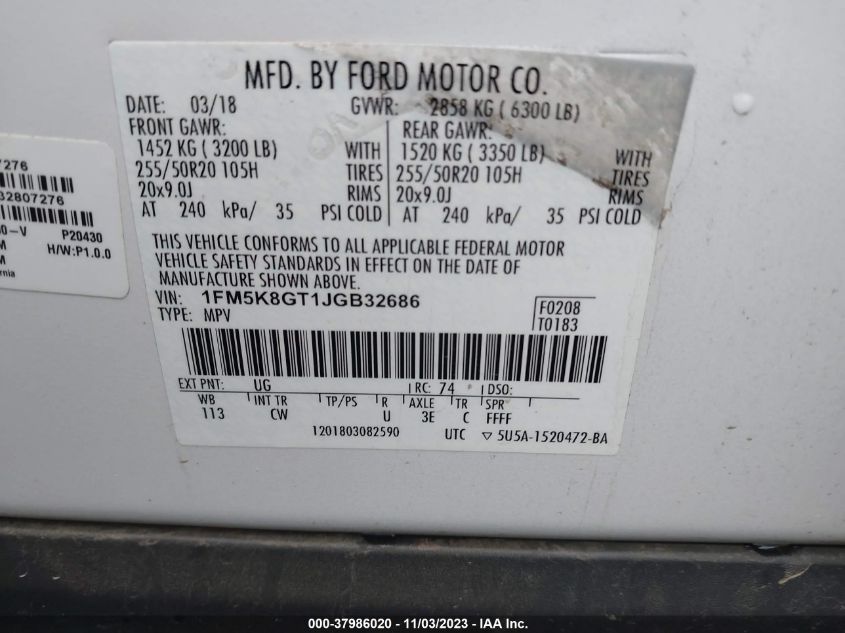 MFD. BY FORD MOTOR CO.
DATE: 03/18 GVWR: 2858 KG ( 6300 LB)
FRONT GAWR: REAR GAWR:
1452 KG ( 3200 LB) WITH 1520 KG ( 3350 LB) WITH
255/50R20 105H TIRES 255/50R20 105H TIRES
20x9.0J RIMS 20x9.0J RIMS
AT 240 kPa/ 35 PSI COLD AT 240 kPa/ 35 PSI COLD
THIS VEHICLE CONFORMS TO ALL APPLICABLE FEDERAL MOTOR
VEHICLE SAFETY STANDARDS IN EFFECT ON THE DATE OF
MANUFACTURE SHOWN ABOVE.
VIN: 1FM5K8GT1JGB32686 F0208
TYPE: MPV T0183
EXT PNT: UG RC: 74 DSO:
WB INT TR TP/PS R AXLE TR SPR
113 CW U 3E C FFFF
1201803082590 UTC ▽ 5U5A-1520472-BA
7276
32807276
0-V P20430
M H/W:P1.0.0
M
rnia
000-37986020 - 11/03/2023 - IAA Inc.